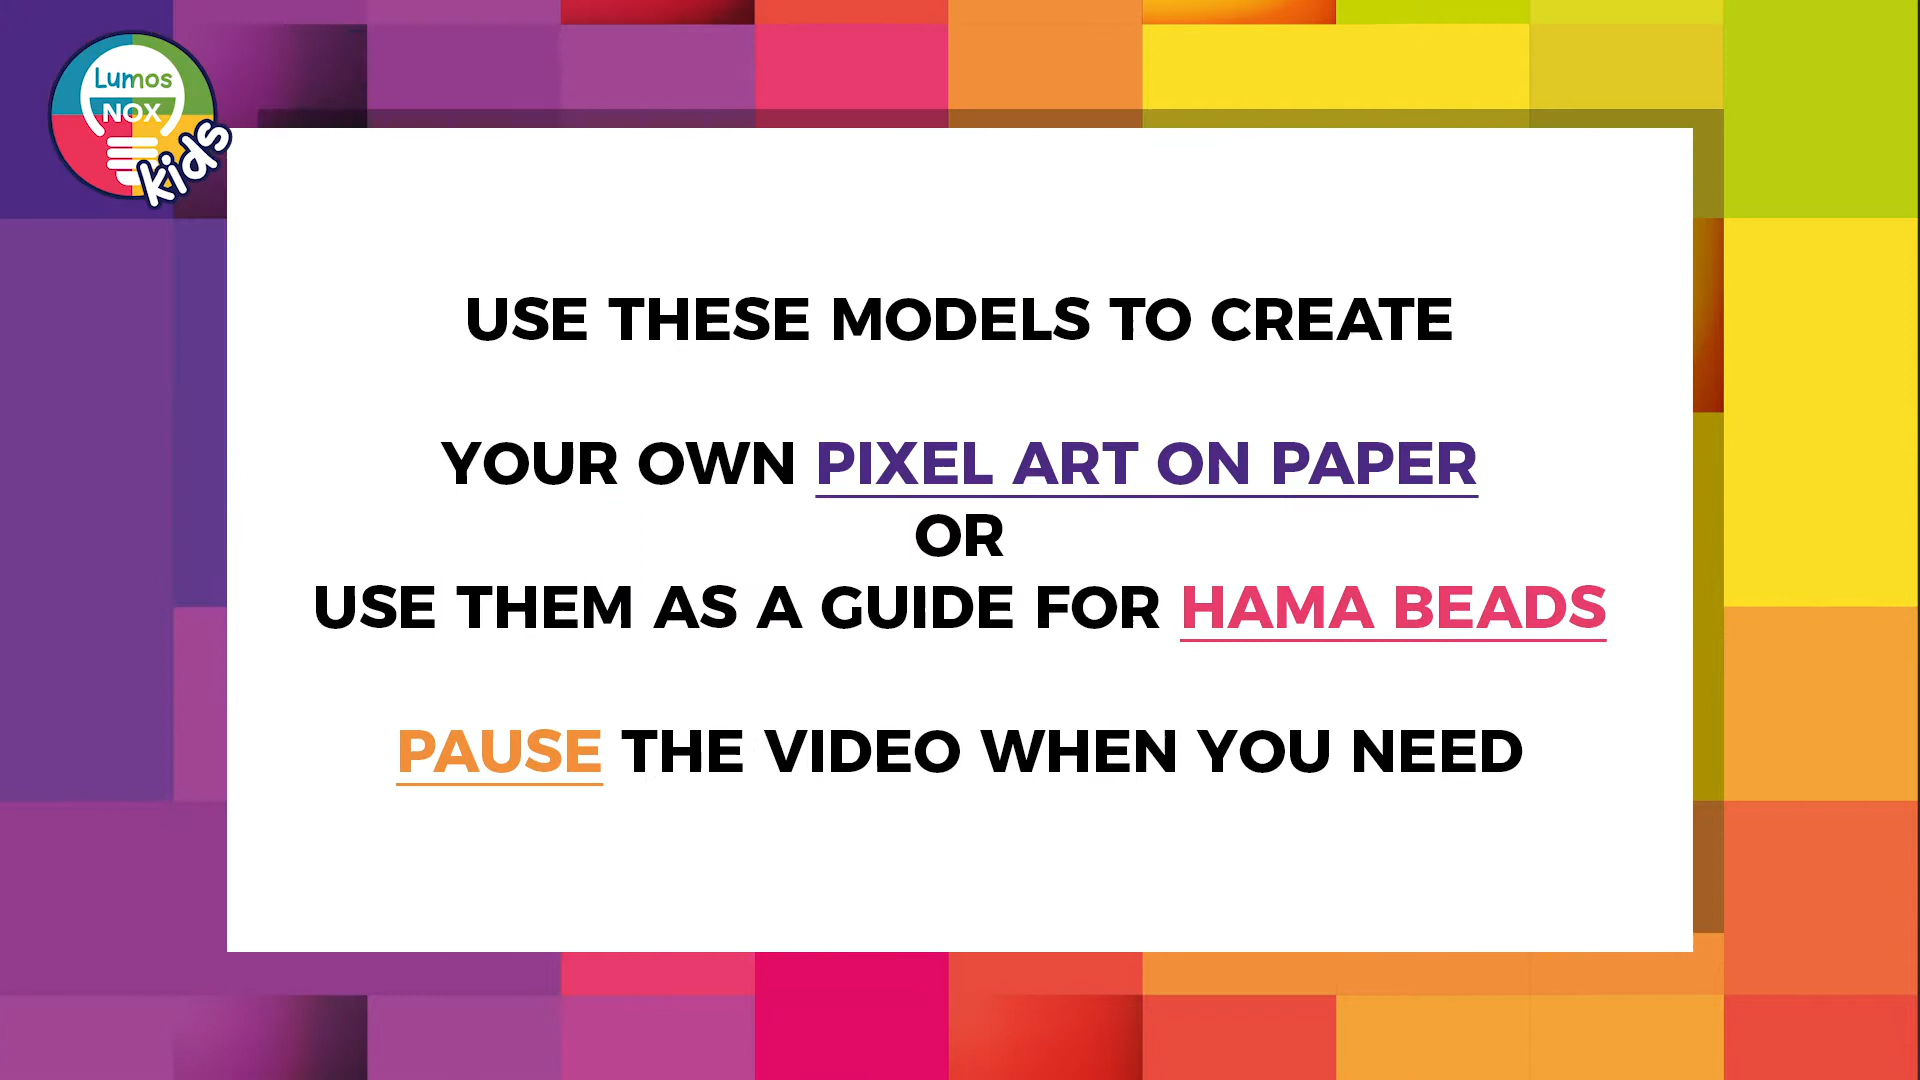 Lumos
NOX
kids
USE THESE MODELS TO CREATE
YOUR OWN PIXEL ART ON PAPER
OR
USE THEM AS A GUIDE FOR HAMA BEADS
PAUSE THE VIDEO WHEN YOU NEED